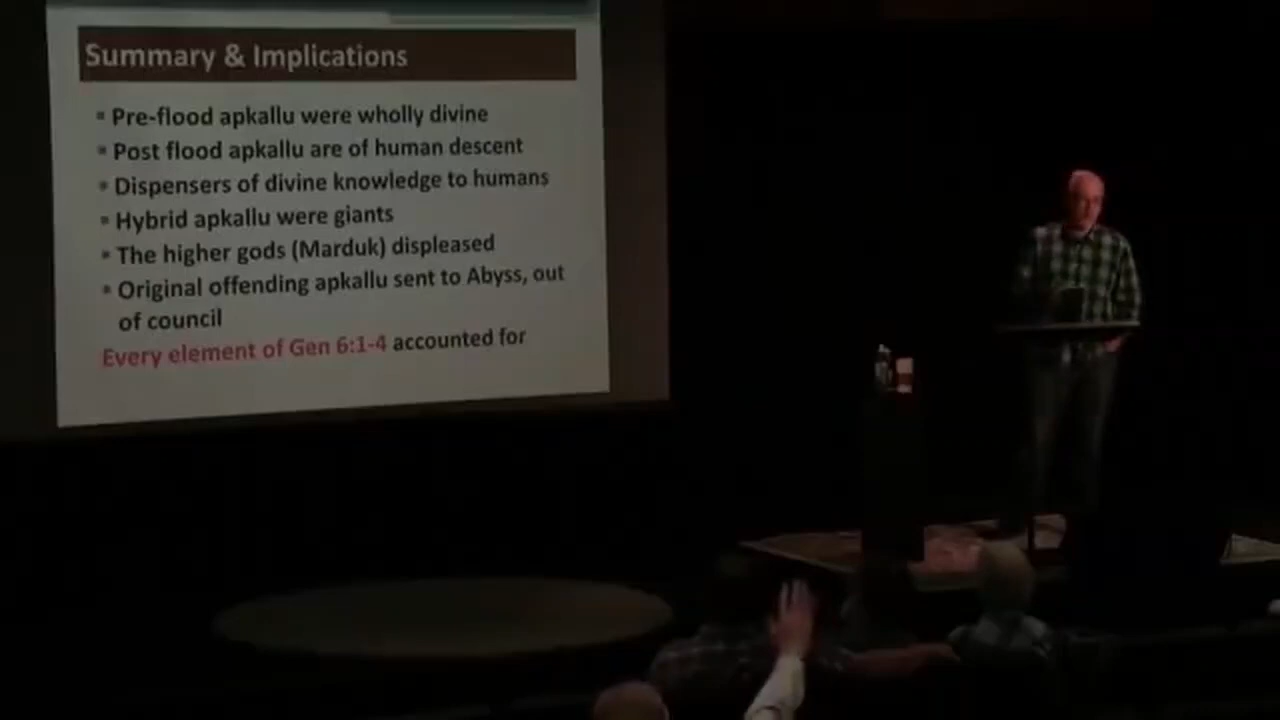 Summary & Implications
Pre-flood apkallu were wholly divine
Post flood apkallu are of human descent
Dispensers of divine knowledge to humans
Hybrid apkallu were giants
The higher gods (Marduk) displeased
Original offending apkallu sent to Abyss, out
of council
Every element of Gen 6:1-4 accounted for